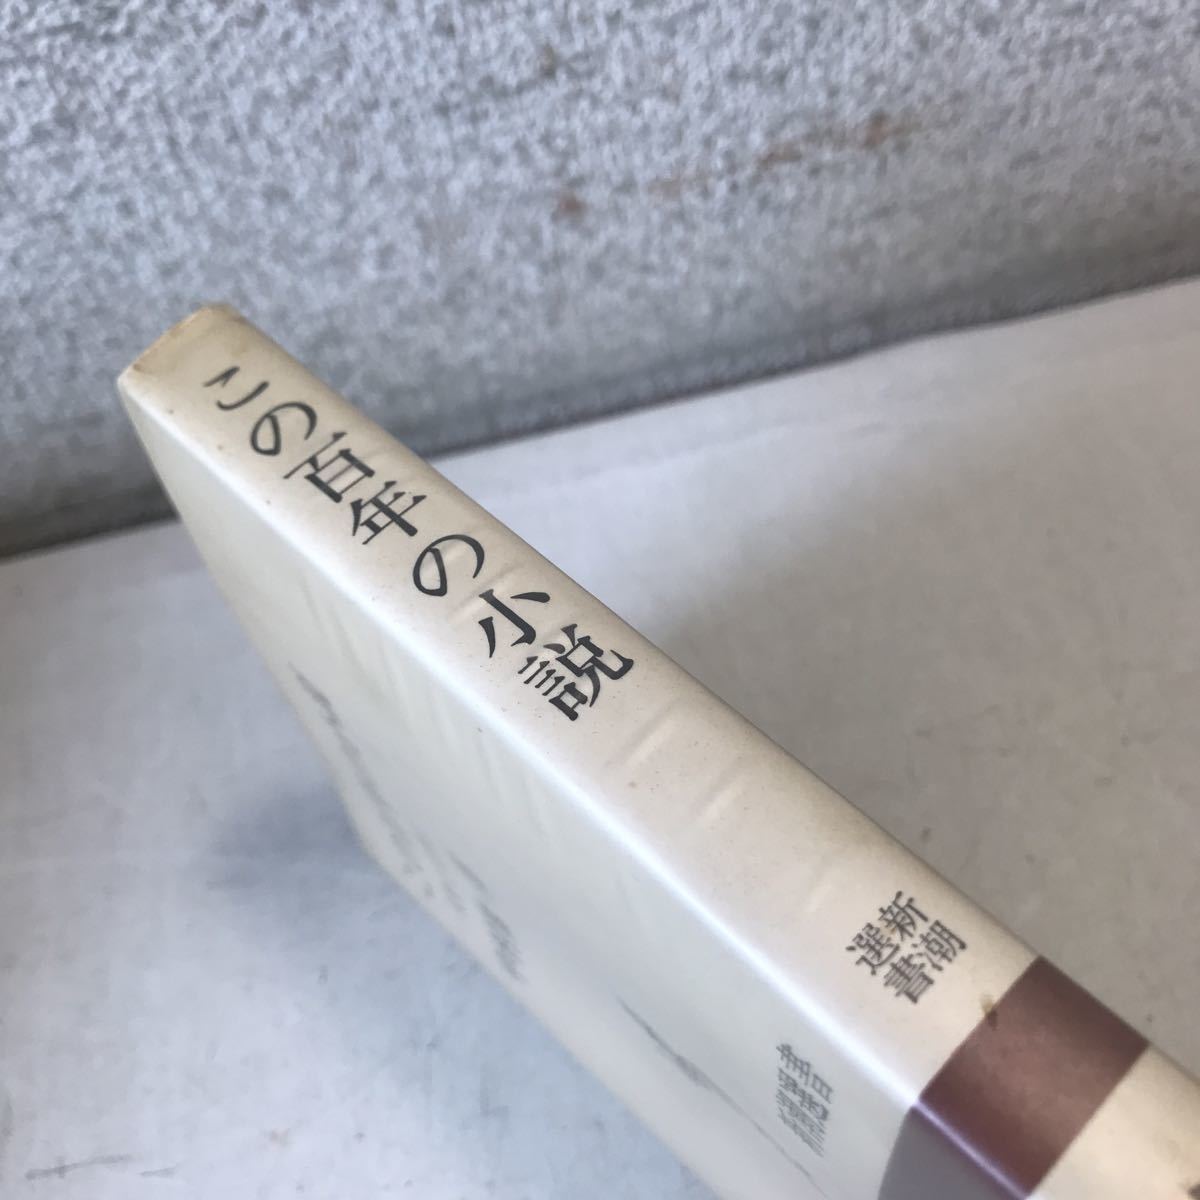 この百年の小説
新潮
選書